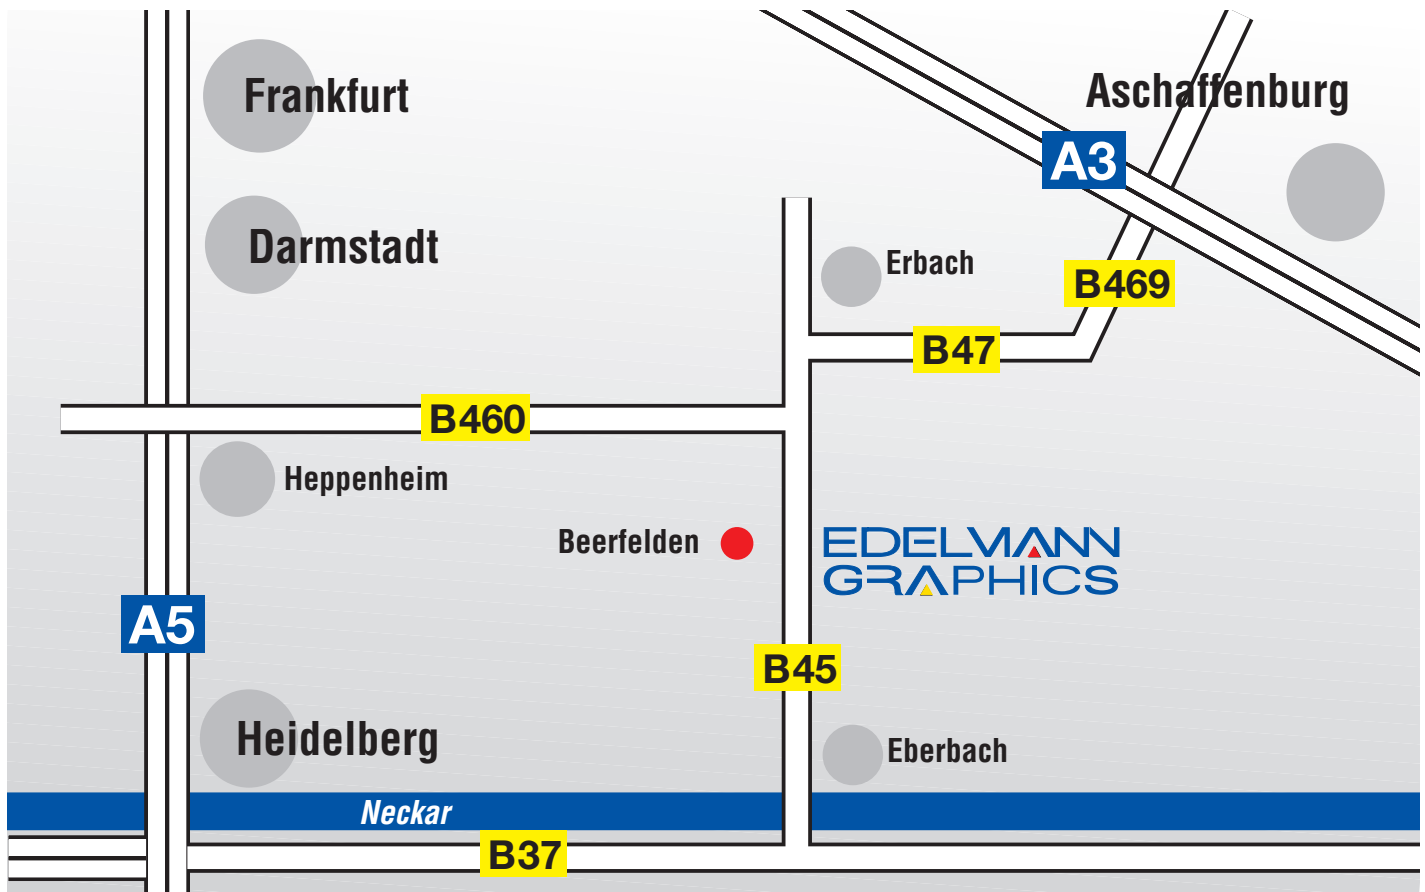 Frankfurt
Aschaffenburg
A3
Darmstadt
Erbach
B469
B47
B460
Heppenheim
Beerfelden
EDELMANN
GRAPHICS
A5
B45
Heidelberg
Eberbach
Neckar
B37